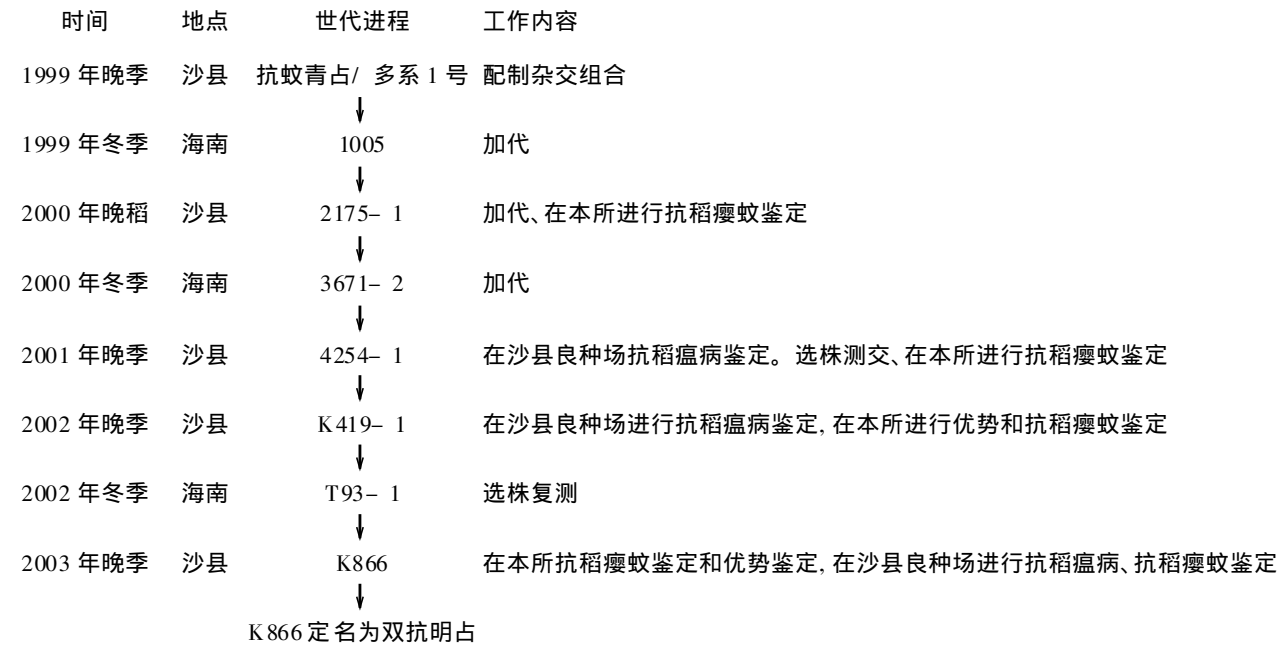 时间 地点 世代进程 工作内容
1999 年晚季 沙县 抗蚊青占/ 多系 1 号 配制杂交组合
1999 年冬季 海南 1005 加代
2000 年晚稻 沙县 2175- 1 加代、在本所进行抗稻瘿蚊鉴定
2000 年冬季 海南 3671- 2 加代
2001 年晚季 沙县 4254- 1 在沙县良种场抗稻瘟病鉴定。选株测交、在本所进行抗稻瘿蚊鉴定
2002 年晚季 沙县 K419- 1 在沙县良种场进行抗稻瘟病鉴定, 在本所进行优势和抗稻瘿蚊鉴定
2002 年冬季 海南 T93- 1 选株复测
2003 年晚季 沙县 K866 在本所抗稻瘿蚊鉴定和优势鉴定, 在沙县良种场进行抗稻瘟病、抗稻瘿蚊鉴定
K866 定名为双抗明占